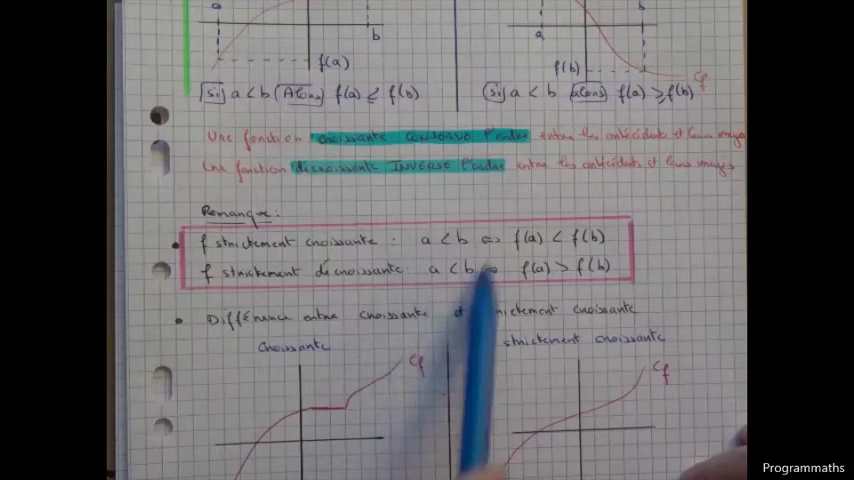 a
b
f(a)
si a < b Alors f(a) ≤ f(b)
b
a
f(b)
Cf
si a < b alors f(a) ≥ f(b)
Une fonction croissante CONSERVE l'ordre entre les antécédents et leurs images
Une fonction décroissante INVERSE l'ordre entre les antécédents et leurs images
Remarque:
• f strictement croissante : a < b ⇔ f(a) < f(b)
f strictement décroissante: a < b ⇔ f(a) > f(b)
• Différence entre croissante strictement croissante
croissante
strictement croissante
Cf
Cf
Programmaths